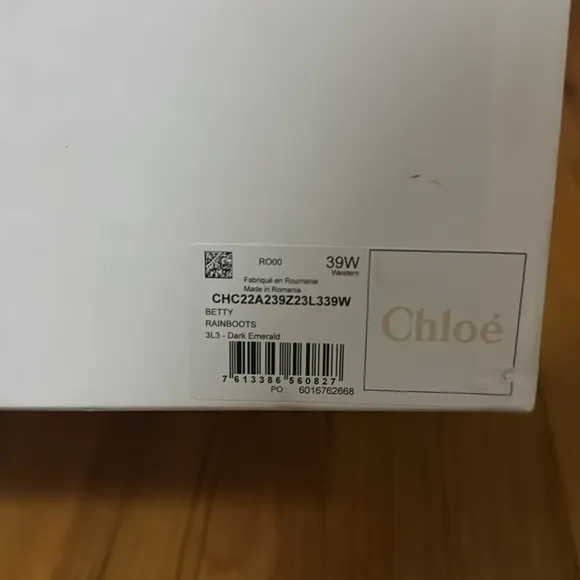 RO00
39W
Western
Fabriqué en Roumanie
Made in Romania
CHC22A239Z23L339W
BETTY
RAINBOOTS
3L3 - Dark Emerald
7 613386 560827
PO : 6016762668
Chloé